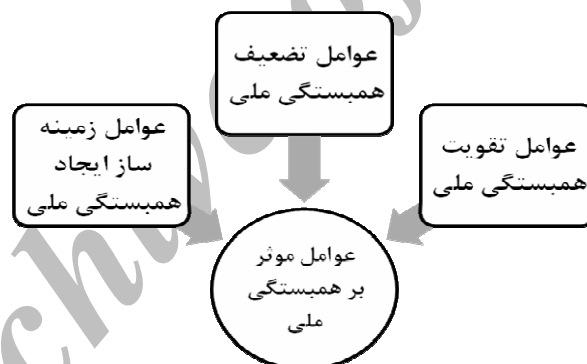 عوامل تضعیف
همبستگی ملی
عوامل تقویت
همبستگی ملی
عوامل زمینه
ساز ایجاد
همبستگی ملی
عوامل موثر
بر همبستگی
ملی